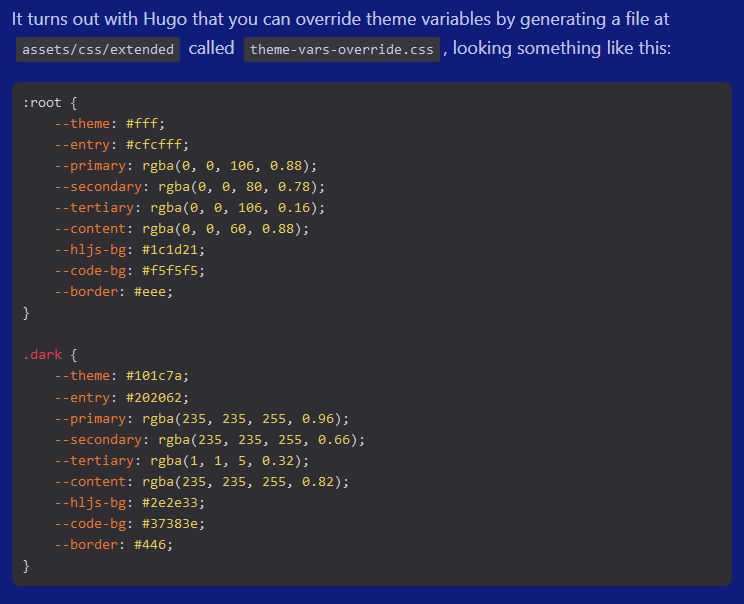 It turns out with Hugo that you can override theme variables by generating a file at
assets/css/extended called theme-vars-override.css , looking something like this:
:root {
    --theme: #fff;
    --entry: #cfcfff;
    --primary: rgba(0, 0, 106, 0.88);
    --secondary: rgba(0, 0, 80, 0.78);
    --tertiary: rgba(0, 0, 106, 0.16);
    --content: rgba(0, 0, 60, 0.88);
    --hljs-bg: #1c1d21;
    --code-bg: #f5f5f5;
    --border: #eee;
}
.dark {
    --theme: #101c7a;
    --entry: #202062;
    --primary: rgba(235, 235, 255, 0.96);
    --secondary: rgba(235, 235, 255, 0.66);
    --tertiary: rgba(1, 1, 5, 0.32);
    --content: rgba(235, 235, 255, 0.82);
    --hljs-bg: #2e2e33;
    --code-bg: #37383e;
    --border: #446;
}